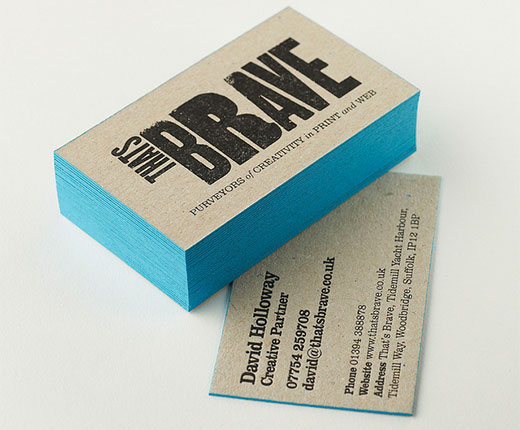 THATS
BRAVE
PURVEYORS of CREATIVITY in PRINT and WEB
David Holloway
Creative Partner
07754 259708
david@thatsbrave.co.uk
Phone 01394 388878
Website www.thatsbrave.co.uk
Address That's Brave, Tidemill Yacht Harbour,
Tidemill Way, Woodbridge, Suffolk, IP12 1BP